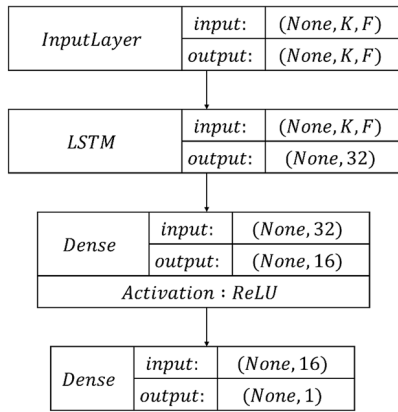 InputLayer
input: (None, K, F)
output: (None, K, F)
LSTM
input: (None, K, F)
output: (None, 32)
Dense
input: (None, 32)
output: (None, 16)
Activation : ReLU
Dense
input: (None, 16)
output: (None, 1)